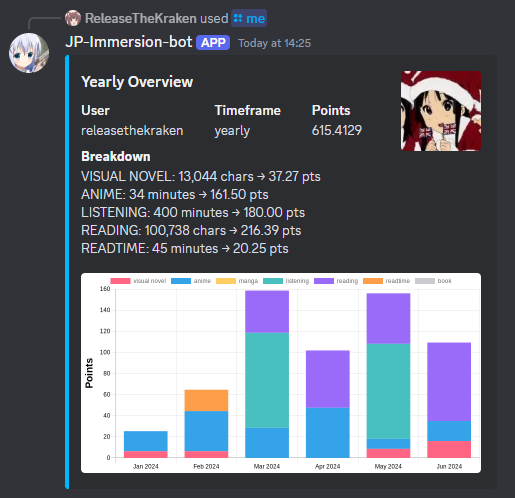 ReleaseTheKraken used me
JP-Immersion-bot APP Today at 14:25
Yearly Overview
User Timeframe Points
releasethekraken yearly 615.4129
Breakdown
VISUAL NOVEL: 13,044 chars → 37.27 pts
ANIME: 34 minutes → 161.50 pts
LISTENING: 400 minutes → 180.00 pts
READING: 100,738 chars → 216.39 pts
READTIME: 45 minutes → 20.25 pts
visual novel anime manga listening reading readtime book
160
140
120
100
80
60
40
20
0
Points
Jan 2024 Feb 2024 Mar 2024 Apr 2024 May 2024 Jun 2024